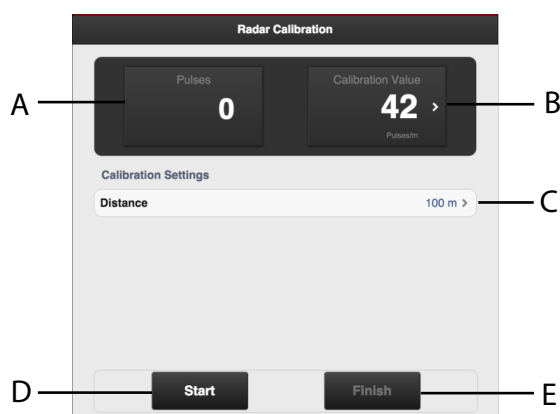 Radar Calibration
Pulses
Calibration Value
A
0
42 >
B
Pulses/m
Calibration Settings
Distance
100 m >
C
D
Start
Finish
E